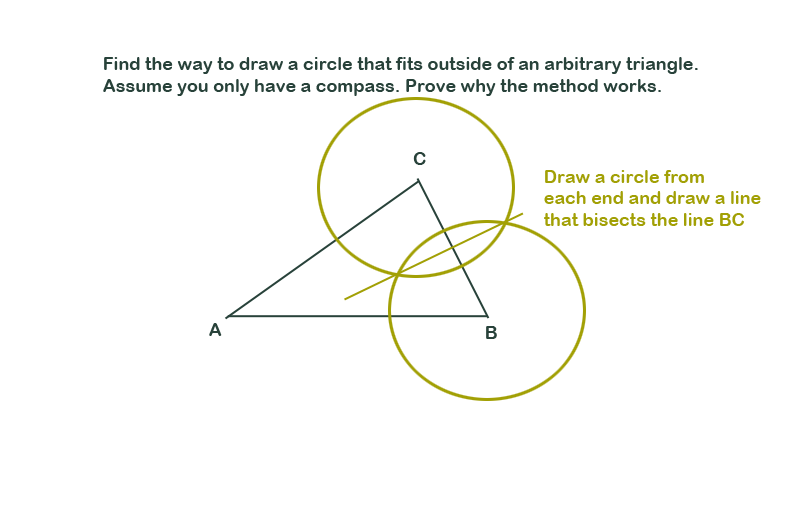 Find the way to draw a circle that fits outside of an arbitrary triangle.
Assume you only have a compass. Prove why the method works.
C
Draw a circle from
each end and draw a line
that bisects the line BC
A
B